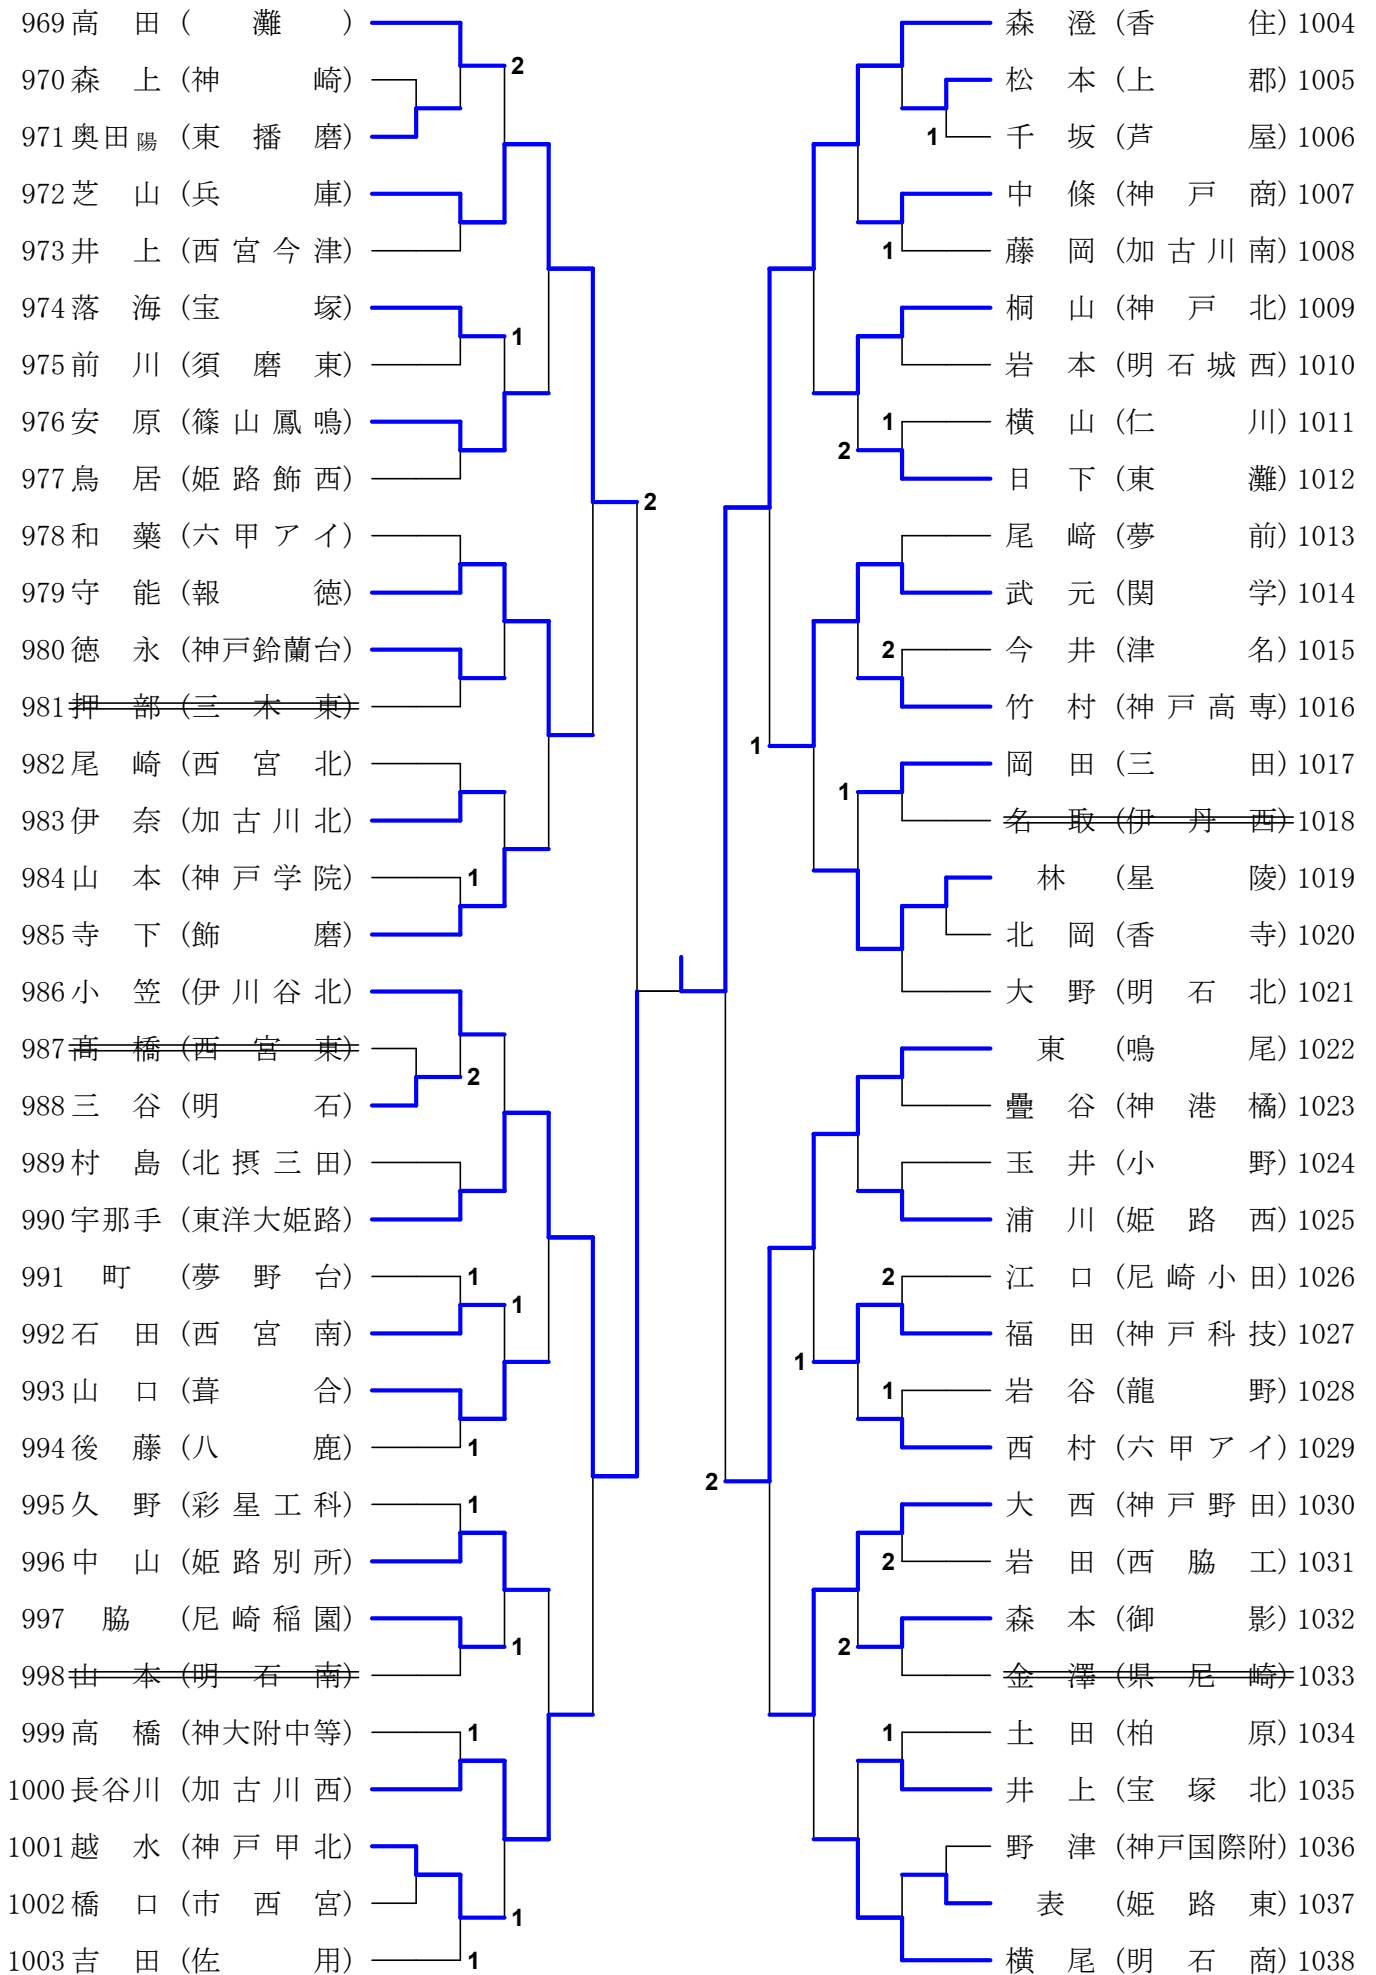 969 高田 (灘)
970 森上 (神崎)
971 奥田陽 (東播磨)
972 芝山 (兵庫)
973 井上 (西宮今津)
974 落海 (宝塚)
975 前川 (須磨東)
976 安原 (篠山鳳鳴)
977 鳥居 (姫路飾西)
978 和藥 (六甲アイ)
979 守能 (報徳)
980 徳永 (神戸鈴蘭台)
981 押部 (三木東)
982 尾崎 (西宮北)
983 伊奈 (加古川北)
984 山本 (神戸学院)
985 寺下 (飾磨)
986 小笠 (伊川谷北)
987 髙橋 (西宮東)
988 三谷 (明石)
989 村島 (北摂三田)
990 宇那手 (東洋大姫路)
991 町 (夢野台)
992 石田 (西宮南)
993 山口 (葺合)
994 後藤 (八鹿)
995 久野 (彩星工科)
996 中山 (姫路別所)
997 脇 (尼崎稲園)
998 山本 (明石南)
999 高橋 (神大附中等)
1000 長谷川 (加古川西)
1001 越水 (神戸甲北)
1002 橋口 (市西宮)
1003 吉田 (佐用)
2
1
2
1
2
1
1
1
1
1
1
1
1
森澄 (香住) 1004
松本 (上郡) 1005
千坂 (芦屋) 1006
中條 (神戸商) 1007
藤岡 (加古川南) 1008
桐山 (神戸北) 1009
岩本 (明石城西) 1010
横山 (仁川) 1011
日下 (東灘) 1012
尾﨑 (夢前) 1013
武元 (関学) 1014
今井 (津名) 1015
竹村 (神戸高専) 1016
岡田 (三田) 1017
名取 (伊丹西) 1018
林 (星陵) 1019
北岡 (香寺) 1020
大野 (明石北) 1021
東 (鳴尾) 1022
疊谷 (神港橘) 1023
玉井 (小野) 1024
浦川 (姫路西) 1025
江口 (尼崎小田) 1026
福田 (神戸科技) 1027
岩谷 (龍野) 1028
西村 (六甲アイ) 1029
大西 (神戸野田) 1030
岩田 (西脇工) 1031
森本 (御影) 1032
金澤 (県尼崎) 1033
土田 (柏原) 1034
井上 (宝塚北) 1035
野津 (神戸国際附) 1036
表 (姫路東) 1037
横尾 (明石商) 1038
1
1
1
2
2
1
1
2
1
1
2
2
2
1